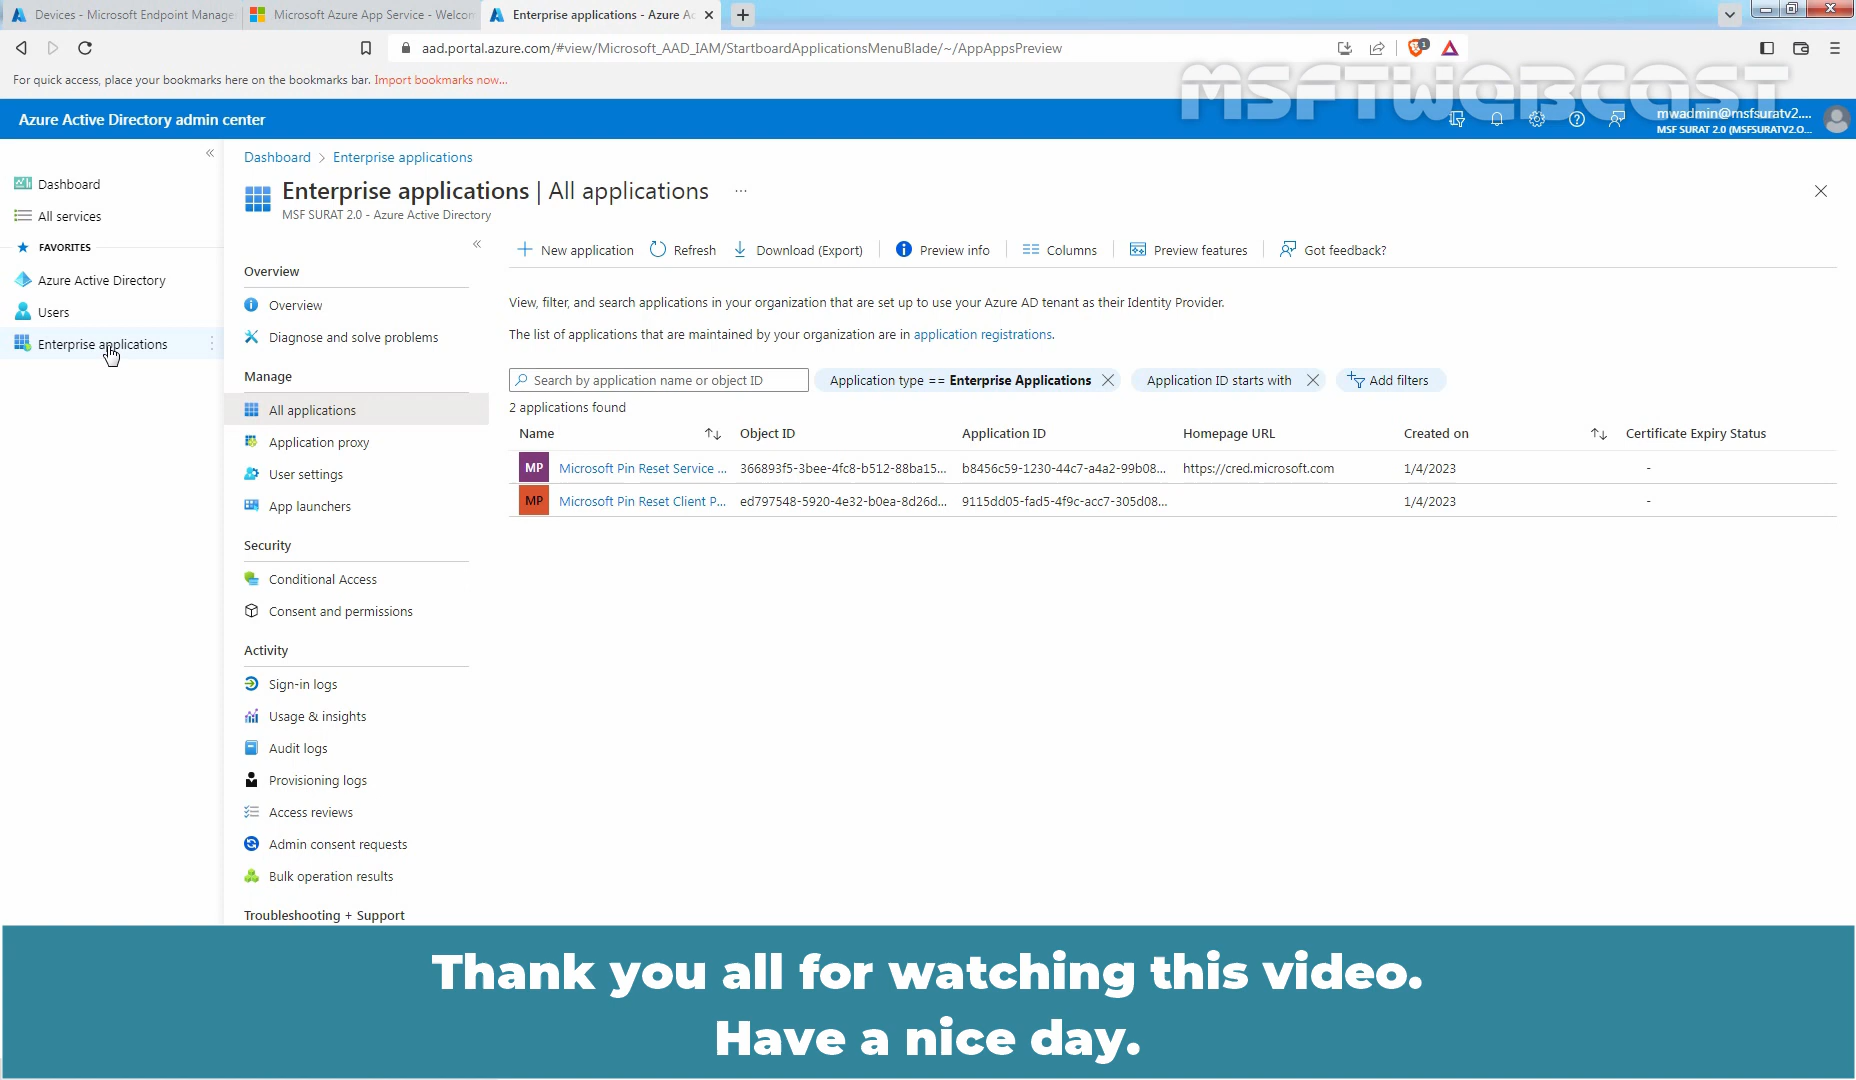 Devices - Microsoft Endpoint Manage
Microsoft Azure App Service - Welcom
Enterprise applications - Azure Ac
aad.portal.azure.com/#view/Microsoft_AAD_IAM/StartboardApplicationsMenuBlade/~/AppAppsPreview
1
For quick access, place your bookmarks here on the bookmarks bar. Import bookmarks now...
MSFTWEBCAST
Azure Active Directory admin center
mwadmin@msfsuratv2....
MSF SURAT 2.0 (MSFSURATV2.O...
Dashboard
All services
FAVORITES
Azure Active Directory
Users
Enterprise applications
Dashboard > Enterprise applications
Enterprise applications | All applications ...
MSF SURAT 2.0 - Azure Active Directory
Overview
Overview
Diagnose and solve problems
Manage
All applications
Application proxy
User settings
App launchers
Security
Conditional Access
Consent and permissions
Activity
Sign-in logs
Usage & insights
Audit logs
Provisioning logs
Access reviews
Admin consent requests
Bulk operation results
Troubleshooting + Support
New application Refresh Download (Export) Preview info Columns Preview features Got feedback?
View, filter, and search applications in your organization that are set up to use your Azure AD tenant as their Identity Provider.
The list of applications that are maintained by your organization are in application registrations.
Search by application name or object ID Application type == Enterprise Applications Application ID starts with Add filters
2 applications found
Name Object ID Application ID Homepage URL Created on Certificate Expiry Status
MP Microsoft Pin Reset Service ... 366893f5-3bee-4fc8-b512-88ba15... b8456c59-1230-44c7-a4a2-99b08... https://cred.microsoft.com 1/4/2023 -
MP Microsoft Pin Reset Client P... ed797548-5920-4e32-b0ea-8d26d... 9115dd05-fad5-4f9c-acc7-305d08... 1/4/2023 -
Thank you all for watching this video.
Have a nice day.